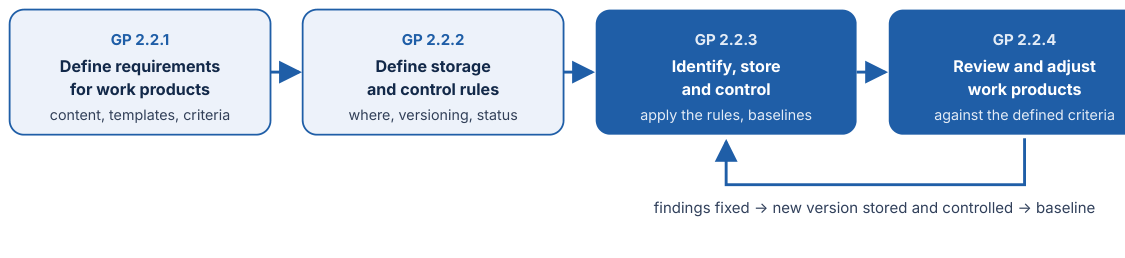 GP 2.2.1
Define requirements
for work products
content, templates, criteria
GP 2.2.2
Define storage
and control rules
where, versioning, status
GP 2.2.3
Identify, store
and control
apply the rules, baselines
GP 2.2.4
Review and adjust
work products
against the defined criteria
findings fixed → new version stored and controlled → baseline